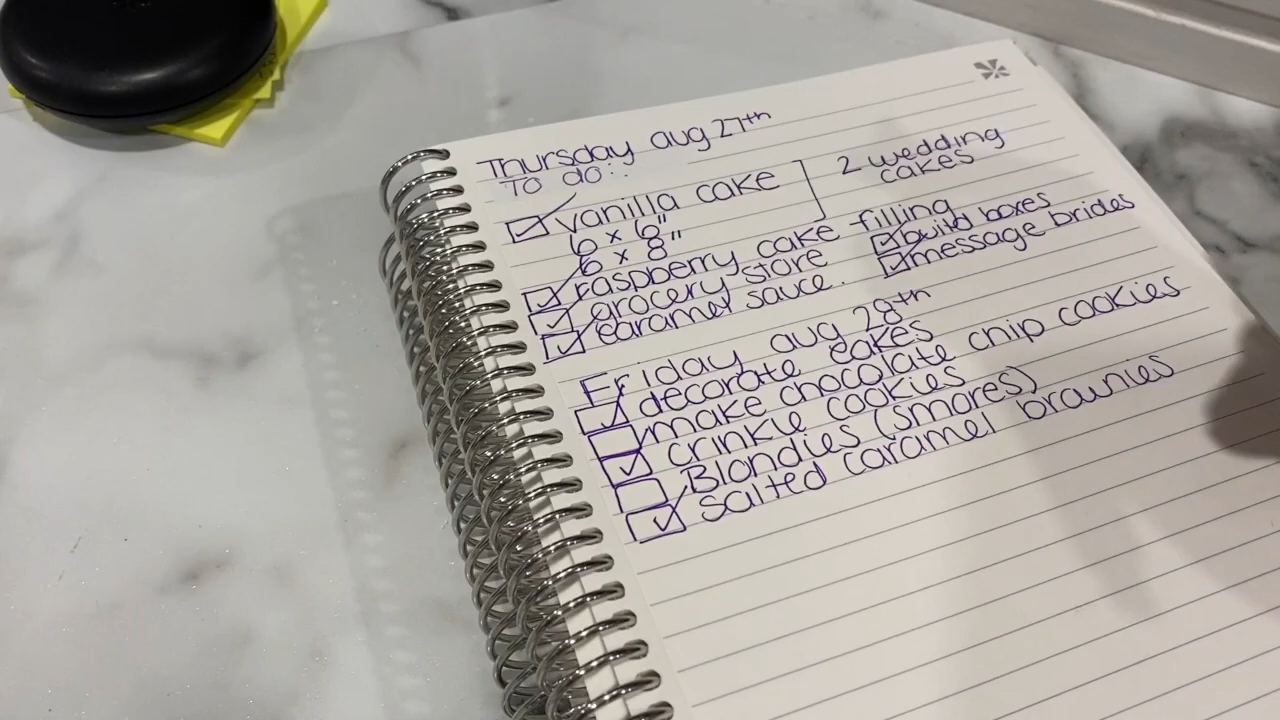 Thursday aug 27th
To do:
☑ vanilla cake
6 x 6"
6 x 8"
2 wedding
cakes
☑ raspberry cake filling
☑ grocery store
☑ caramel sauce.
☑ build boxes
☑ message brides
Friday aug 28th
☑ decorate cakes
☐ make chocolate chip cookies
☑ crinkle cookies
☐ Blondies (smores)
☑ salted caramel brownies